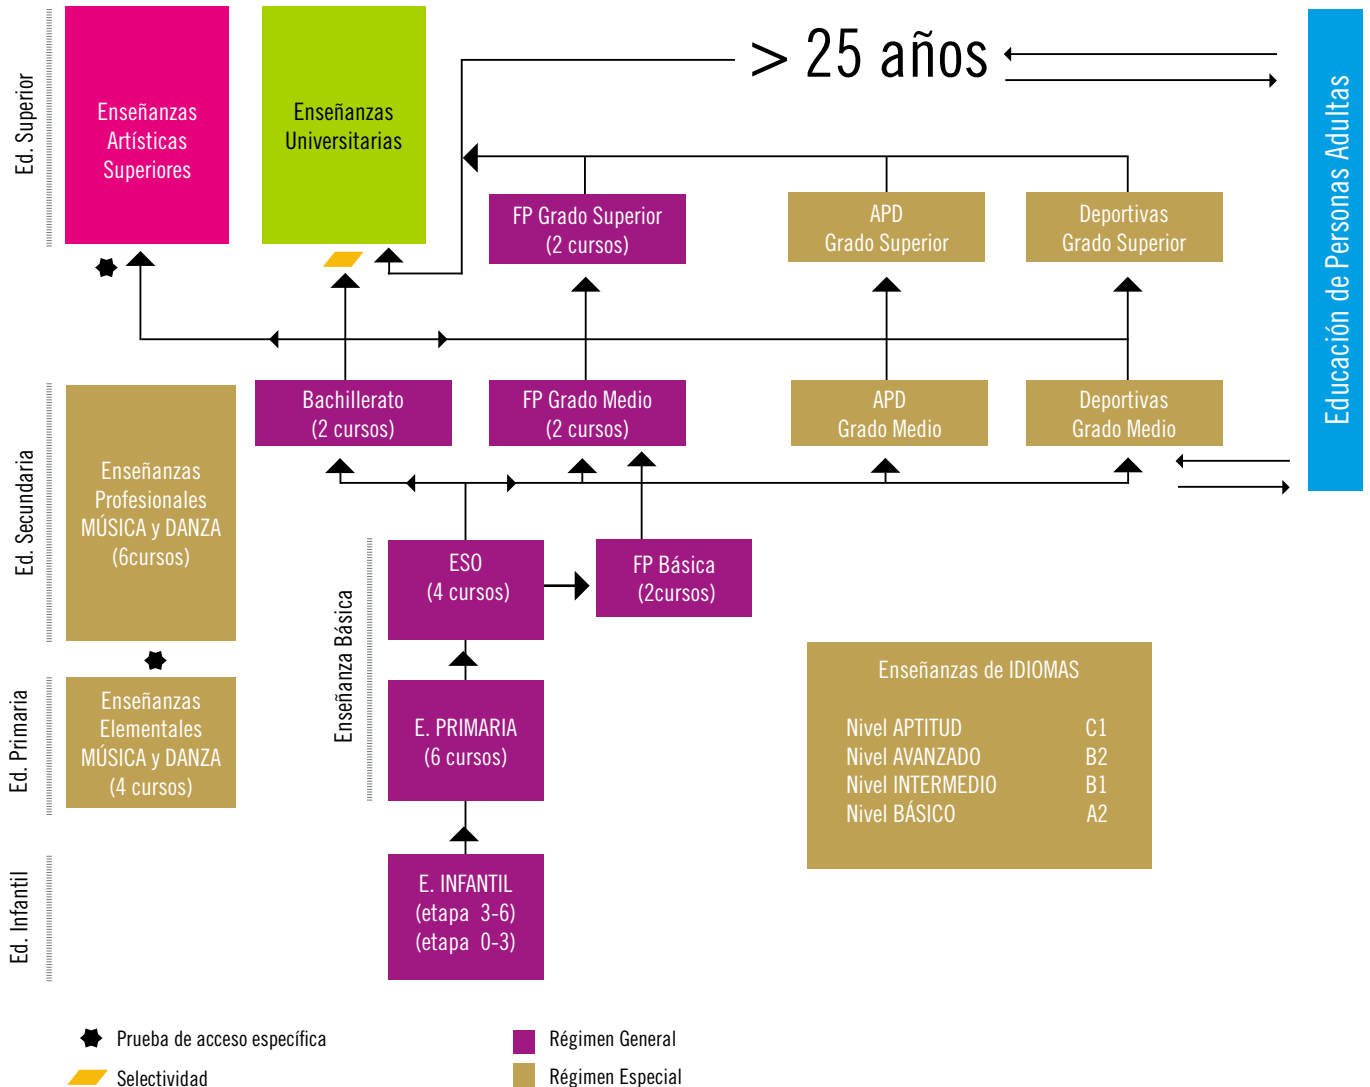 Ed. Superior
Enseñanzas
Artísticas
Superiores
Enseñanzas
Universitarias
> 25 años
Educación de Personas Adultas
FP Grado Superior
(2 cursos)
APD
Grado Superior
Deportivas
Grado Superior
Ed. Secundaria
Enseñanzas
Profesionales
MÚSICA y DANZA
(6cursos)
Bachillerato
(2 cursos)
FP Grado Medio
(2 cursos)
APD
Grado Medio
Deportivas
Grado Medio
Enseñanza Básica
ESO
(4 cursos)
FP Básica
(2cursos)
Ed. Primaria
Enseñanzas
Elementales
MÚSICA y DANZA
(4 cursos)
E. PRIMARIA
(6 cursos)
Enseñanzas de IDIOMAS
Nivel APTITUD C1
Nivel AVANZADO B2
Nivel INTERMEDIO B1
Nivel BÁSICO A2
Ed. Infantil
E. INFANTIL
(etapa 3-6)
(etapa 0-3)
Prueba de acceso específica
Selectividad
Régimen General
Régimen Especial